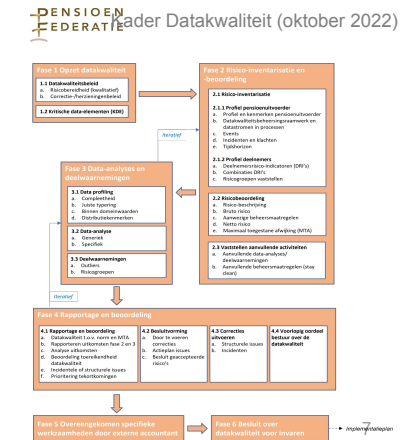 PENSIOEN
FEDERATIE
Kader Datakwaliteit (oktober 2022)
Fase 1 Opzet datakwaliteit
1.1 Datakwaliteitsbeleid
a. Risicobereidheid (kwalitatief)
b. Correctie-/herzieningenbeleid
1.2 Kritische data-elementen (KDE)
Fase 2 Risico-inventarisatie en
-beoordeling
2.1 Risico-inventarisatie
2.1.1 Profiel pensioenuitvoerder
a. Profiel en kenmerken pensioenuitvoerder
b. Datakwaliteitsbeheersingsraamwerk en
datastromen in processen
c. Events
d. Incidenten en klachten
e. Tijdshorizon
2.1.2 Profiel deelnemers
a. Deelnemersrisico-indicatoren (DRI's)
b. Combinaties DRI's
c. Risicogroepen vaststellen
2.2 Risicobeoordeling
a. Risico-beschrijving
b. Bruto risico
c. Aanwezige beheersmaatregelen
d. Netto risico
e. Maximaal toegestane afwijking (MTA)
2.3 Vaststellen aanvullende activiteiten
a. Aanvullende data-analyses/
deelwaarnemingen
b. Aanvullende beheersmaatregelen (stay
clean)
Iteratief
Fase 3 Data-analyses en
deelwaarnemingen
3.1 Data profiling
a. Compleetheid
b. Juiste typering
c. Binnen domeinwaarden
d. Distributiekenmerken
3.2 Data-analyse
a. Generiek
b. Specifiek
3.3 Deelwaarnemingen
a. Outliers
b. Risicogroepen
Iteratief
Fase 4 Rapportage en beoordeling
4.1 Rapportage en beoordeling
a. Datakwaliteit t.o.v. norm en MTA
b. Rapporteren uitkomsten fase 2 en 3
c. Analyse uitkomsten
d. Beoordeling toereikendheid
datakwaliteit
e. Incidentele of structurele issues
f. Prioritering tekortkomingen
4.2 Besluitvorming
a. Door te voeren
correcties
b. Actieplan issues
c. Besluit geaccepteerde
risico's
4.3 Correcties
uitvoeren
a. Structurele issues
b. Incidenten
4.4 Voorlopig oordeel
bestuur over de
datakwaliteit
Fase 5 Overeengekomen specifieke
werkzaamheden door externe accountant
Fase 6 Besluit over
datakwaliteit voor invaren
Implementatieplan
7